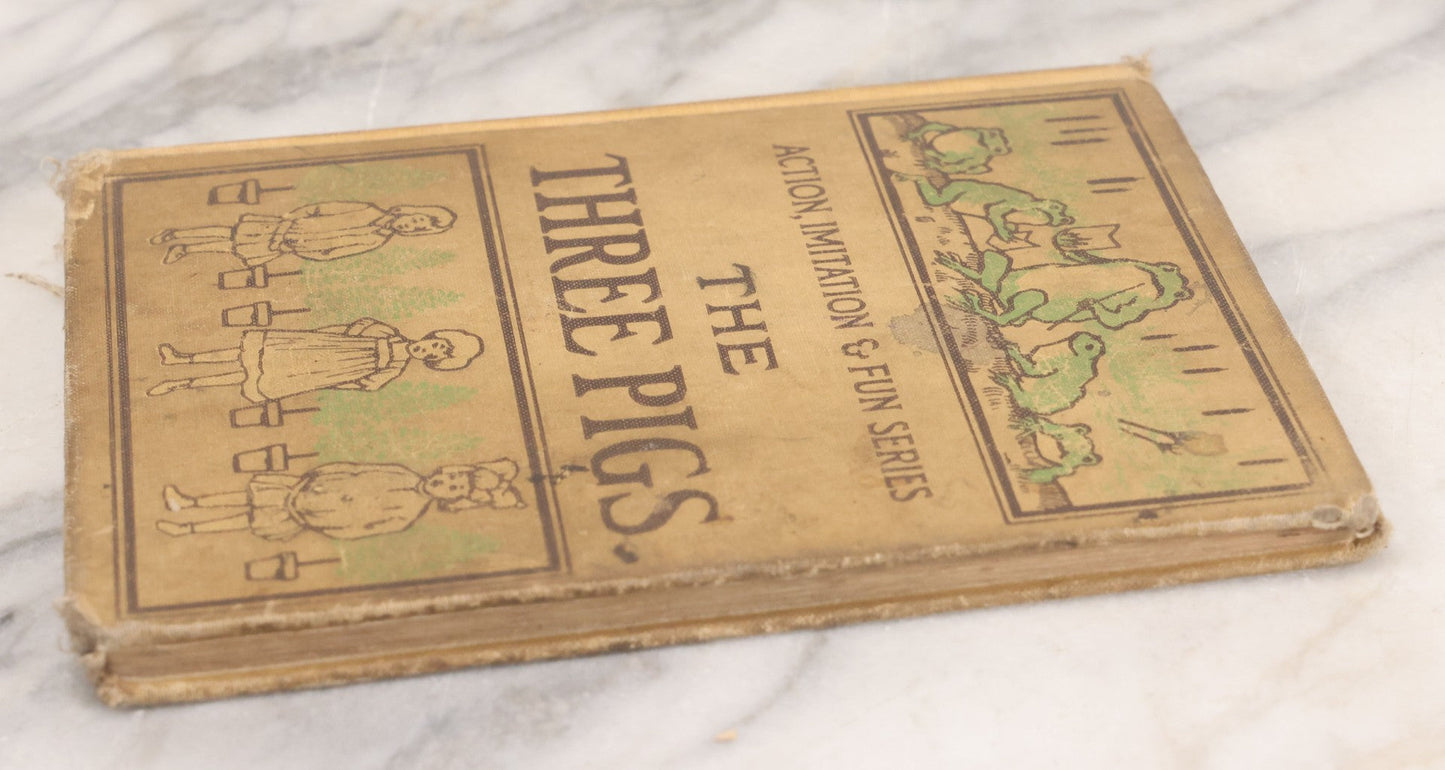 ACTION, IMITATION & FUN SERIES
THE
THREE PIGS.